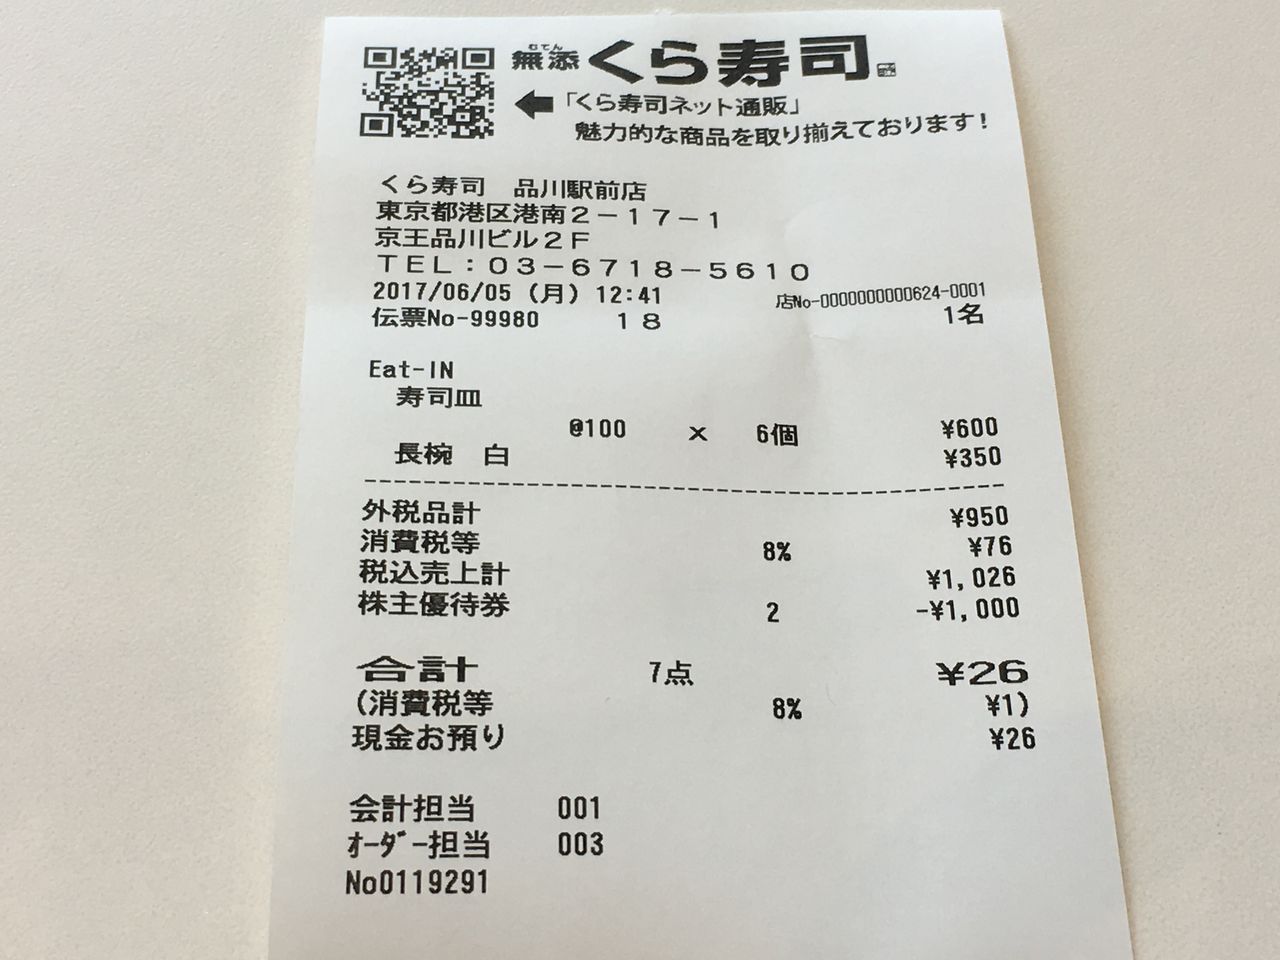 むてん
無添 くら寿司
「くら寿司ネット通販」
魅力的な商品を取り揃えております！
くら寿司　品川駅前店
東京都港区港南２－１７－１
京王品川ビル２Ｆ
ＴＥＬ：０３－６７１８－５６１０
2017/06/05 (月) 12:41 店No-0000000000624-0001
伝票No-99980 １８ 1名
Eat-IN
寿司皿
@100 × 6個 ¥600
長椀　白 ¥350
外税品計 ¥950
消費税等 8% ¥76
税込売上計 ¥1,026
株主優待券 2 -¥1,000
合計 7点 ¥26
(消費税等 8% ¥1)
現金お預り ¥26
会計担当 001
ｵｰﾀﾞｰ担当 003
No0119291